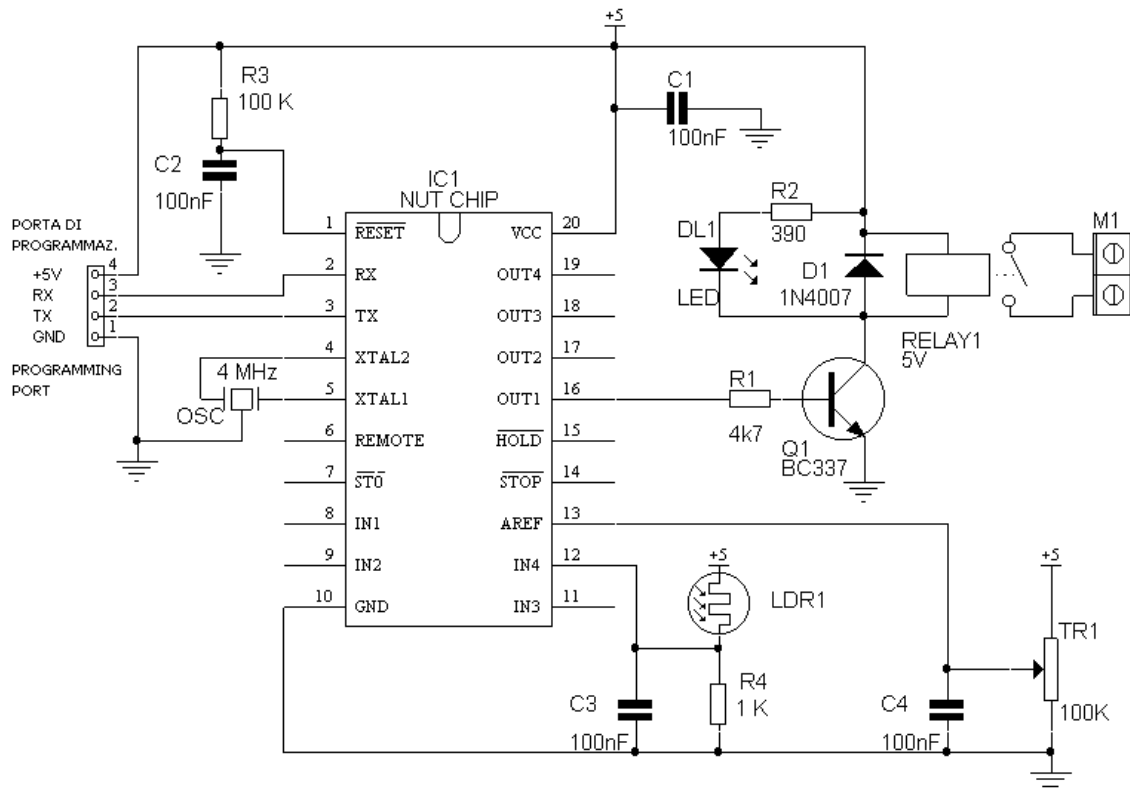 +5
R3
100 K
C1
100nF
C2
100nF
IC1
NUT CHIP
PORTA DI
PROGRAMMAZ.
+5V 4
RX 3
TX 2
GND 1
PROGRAMMING
PORT
1 RESET VCC 20
2 RX OUT4 19
3 TX OUT3 18
4 XTAL2 OUT2 17
5 XTAL1 OUT1 16
6 REMOTE HOLD 15
7 ST0 STOP 14
8 IN1 AREF 13
9 IN2 IN4 12
10 GND IN3 11
4 MHz
OSC
R2
390
DL1
LED
D1
1N4007
M1
RELAY1
5V
R1
4k7
Q1
BC337
+5
LDR1
+5
TR1
100K
R4
1 K
C3
100nF
C4
100nF